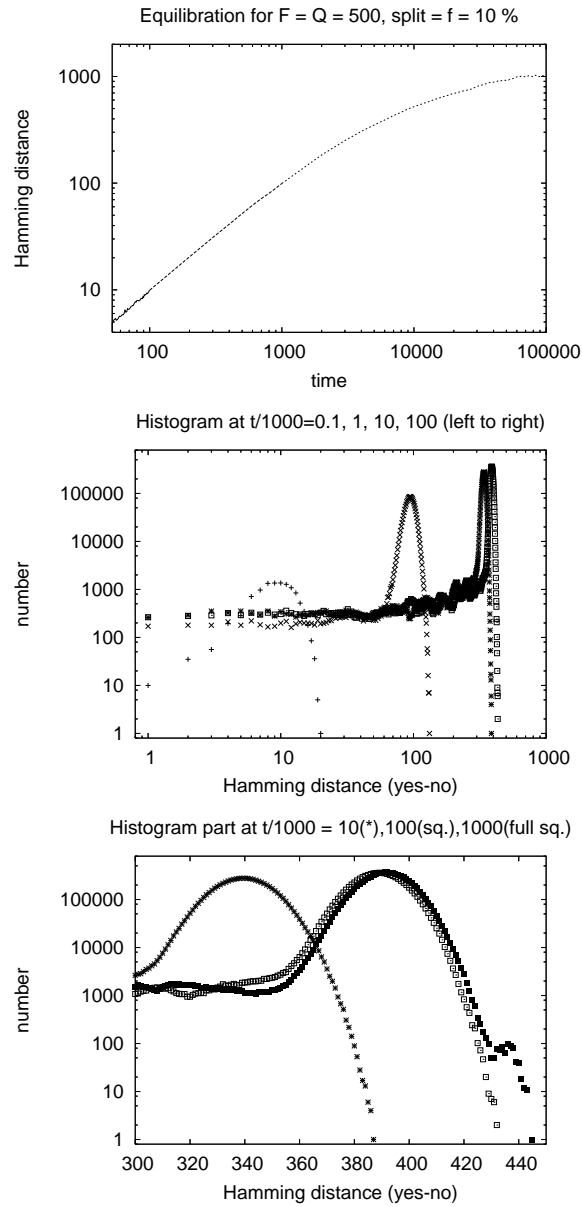 Equilibration for F = Q = 500, split = f = 10 %
1000
100
10
Hamming distance
100 1000 10000 100000
time
Histogram at t/1000=0.1, 1, 10, 100 (left to right)
100000
10000
1000
100
10
1
number
1 10 100 1000
Hamming distance (yes-no)
Histogram part at t/1000 = 10(*),100(sq.),1000(full sq.)
100000
10000
1000
100
10
1
number
300 320 340 360 380 400 420 440
Hamming distance (yes-no)